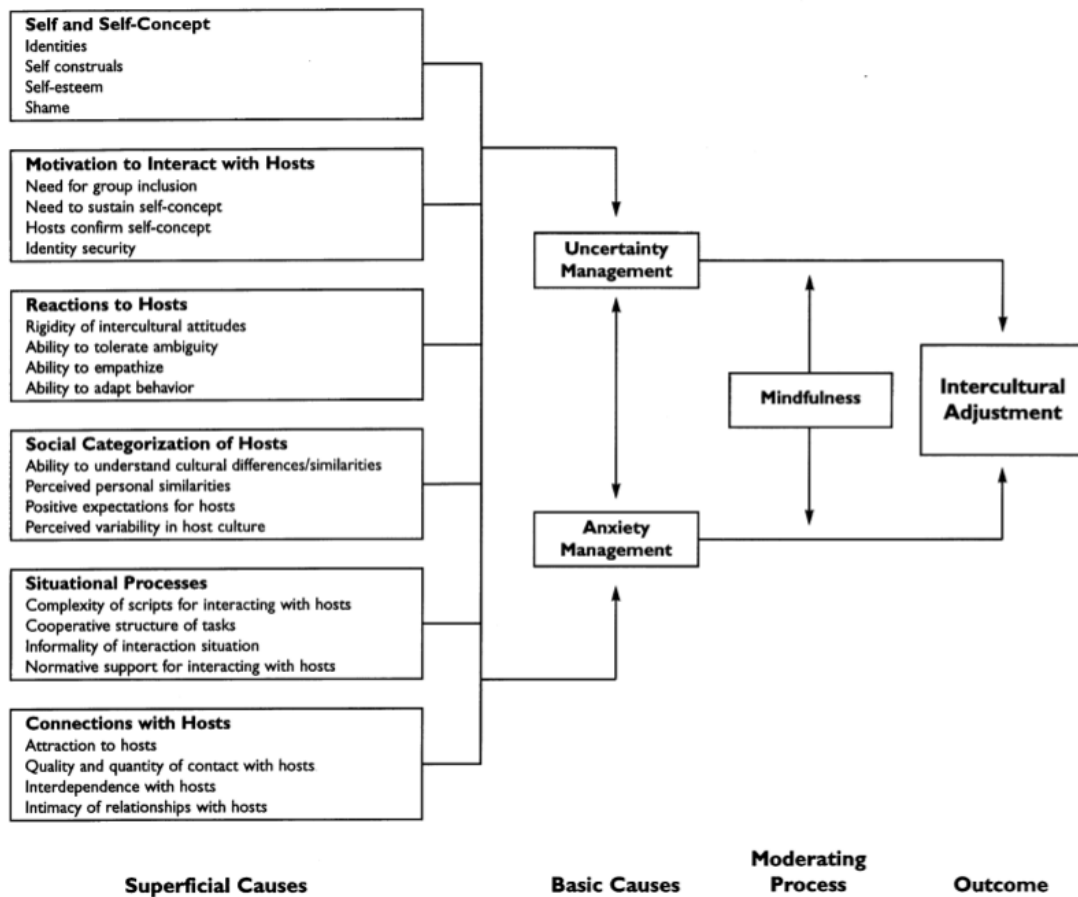 Self and Self-Concept
Identities
Self construals
Self-esteem
Shame
Motivation to Interact with Hosts
Need for group inclusion
Need to sustain self-concept
Hosts confirm self-concept
Identity security
Reactions to Hosts
Rigidity of intercultural attitudes
Ability to tolerate ambiguity
Ability to empathize
Ability to adapt behavior
Social Categorization of Hosts
Ability to understand cultural differences/similarities
Perceived personal similarities
Positive expectations for hosts
Perceived variability in host culture
Situational Processes
Complexity of scripts for interacting with hosts
Cooperative structure of tasks
Informality of interaction situation
Normative support for interacting with hosts
Connections with Hosts
Attraction to hosts
Quality and quantity of contact with hosts
Interdependence with hosts
Intimacy of relationships with hosts
Uncertainty
Management
Anxiety
Management
Mindfulness
Intercultural
Adjustment
Superficial Causes
Basic Causes
Moderating
Process
Outcome